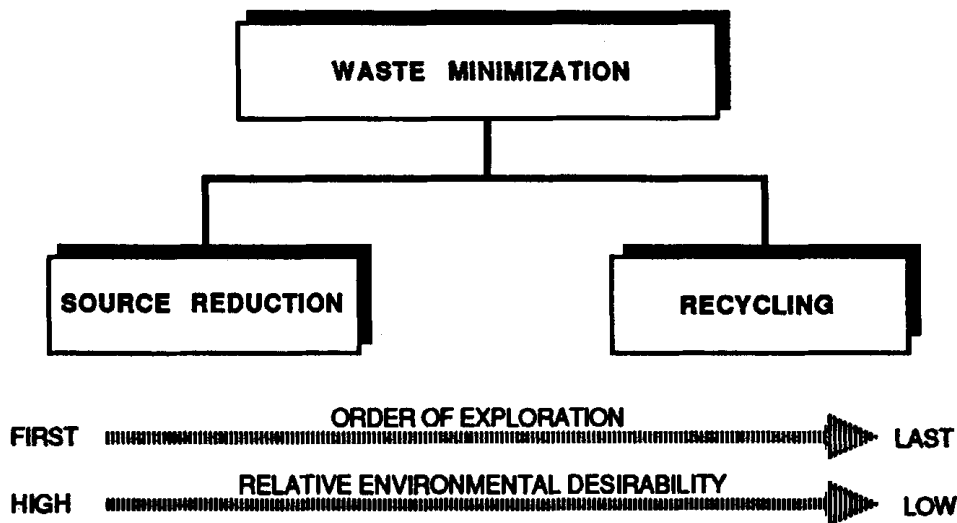 WASTE MINIMIZATION
SOURCE REDUCTION
RECYCLING
ORDER OF EXPLORATION
FIRST
LAST
RELATIVE ENVIRONMENTAL DESIRABILITY
HIGH
LOW